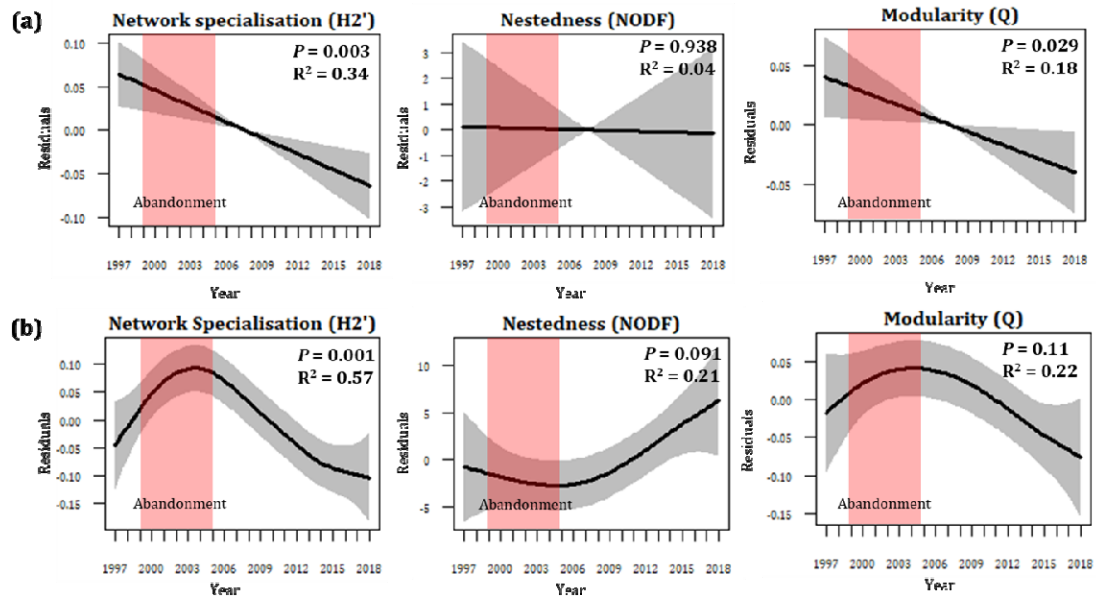 (a)
Network specialisation (H2')
P = 0.003
R² = 0.34
0.10
0.05
0.00
-0.05
-0.10
Residuals
Abandonment
1997 2000 2003 2006 2009 2012 2015 2018
Year
Nestedness (NODF)
P = 0.938
R² = 0.04
3
2
1
0
-1
-2
-3
Residuals
Abandonment
1997 2000 2003 2006 2009 2012 2015 2018
Year
Modularity (Q)
P = 0.029
R² = 0.18
0.05
0.00
-0.05
Residuals
Abandonment
1997 2000 2003 2006 2009 2012 2015 2018
Year
(b)
Network Specialisation (H2')
P = 0.001
R² = 0.57
0.10
0.05
0.00
-0.05
-0.10
-0.15
Residuals
Abandonment
1997 2000 2003 2006 2009 2012 2015 2018
Year
Nestedness (NODF)
P = 0.091
R² = 0.21
10
5
0
-5
Residuals
Abandonment
1997 2000 2003 2006 2009 2012 2015 2018
Year
Modularity (Q)
P = 0.11
R² = 0.22
0.05
0.00
-0.05
-0.10
-0.15
Residuals
Abandonment
1997 2000 2003 2006 2009 2012 2015 2018
Year